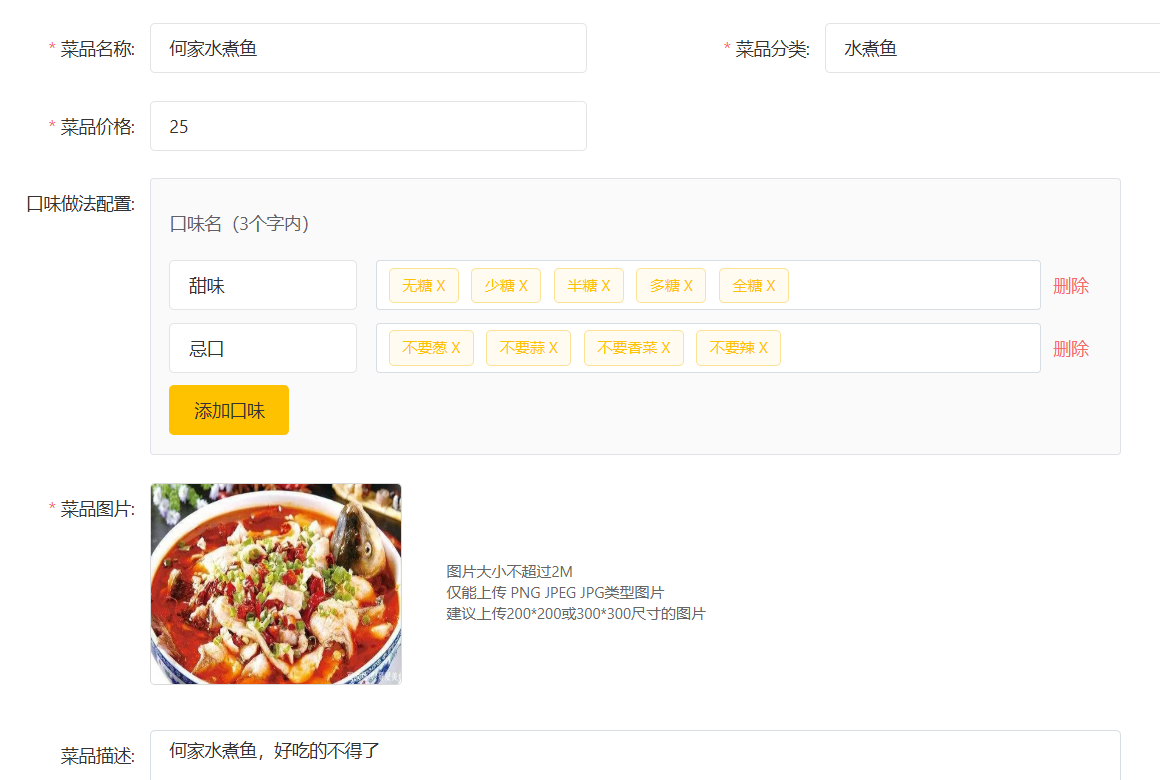 * 菜品名称: 何家水煮鱼 * 菜品分类: 水煮鱼
* 菜品价格: 25
口味做法配置:
口味名（3个字内）
甜味 无糖 X 少糖 X 半糖 X 多糖 X 全糖 X 删除
忌口 不要葱 X 不要蒜 X 不要香菜 X 不要辣 X 删除
添加口味
* 菜品图片:
图片大小不超过2M
仅能上传 PNG JPEG JPG类型图片
建议上传200*200或300*300尺寸的图片
菜品描述: 何家水煮鱼，好吃的不得了